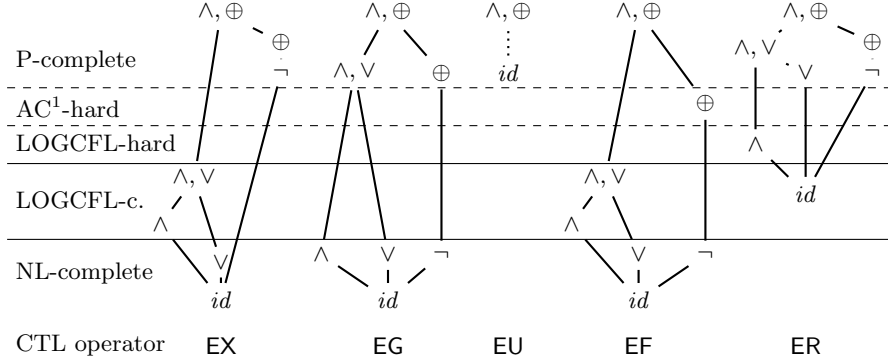 ∧, ⊕ ∧, ⊕ ∧, ⊕ ∧, ⊕ ∧, ⊕
⊕ ∧, ∨ ⊕
P-complete ¬ ∧, ∨ ⊕ id ∨ ¬
AC¹-hard ⊕
LOGCFL-hard ∧
∧, ∨ ∧, ∨
LOGCFL-c. id
∧ ∧
∨ ∧ ∨ ¬ ∨ ¬
NL-complete
id id id
CTL operator EX EG EU EF ER